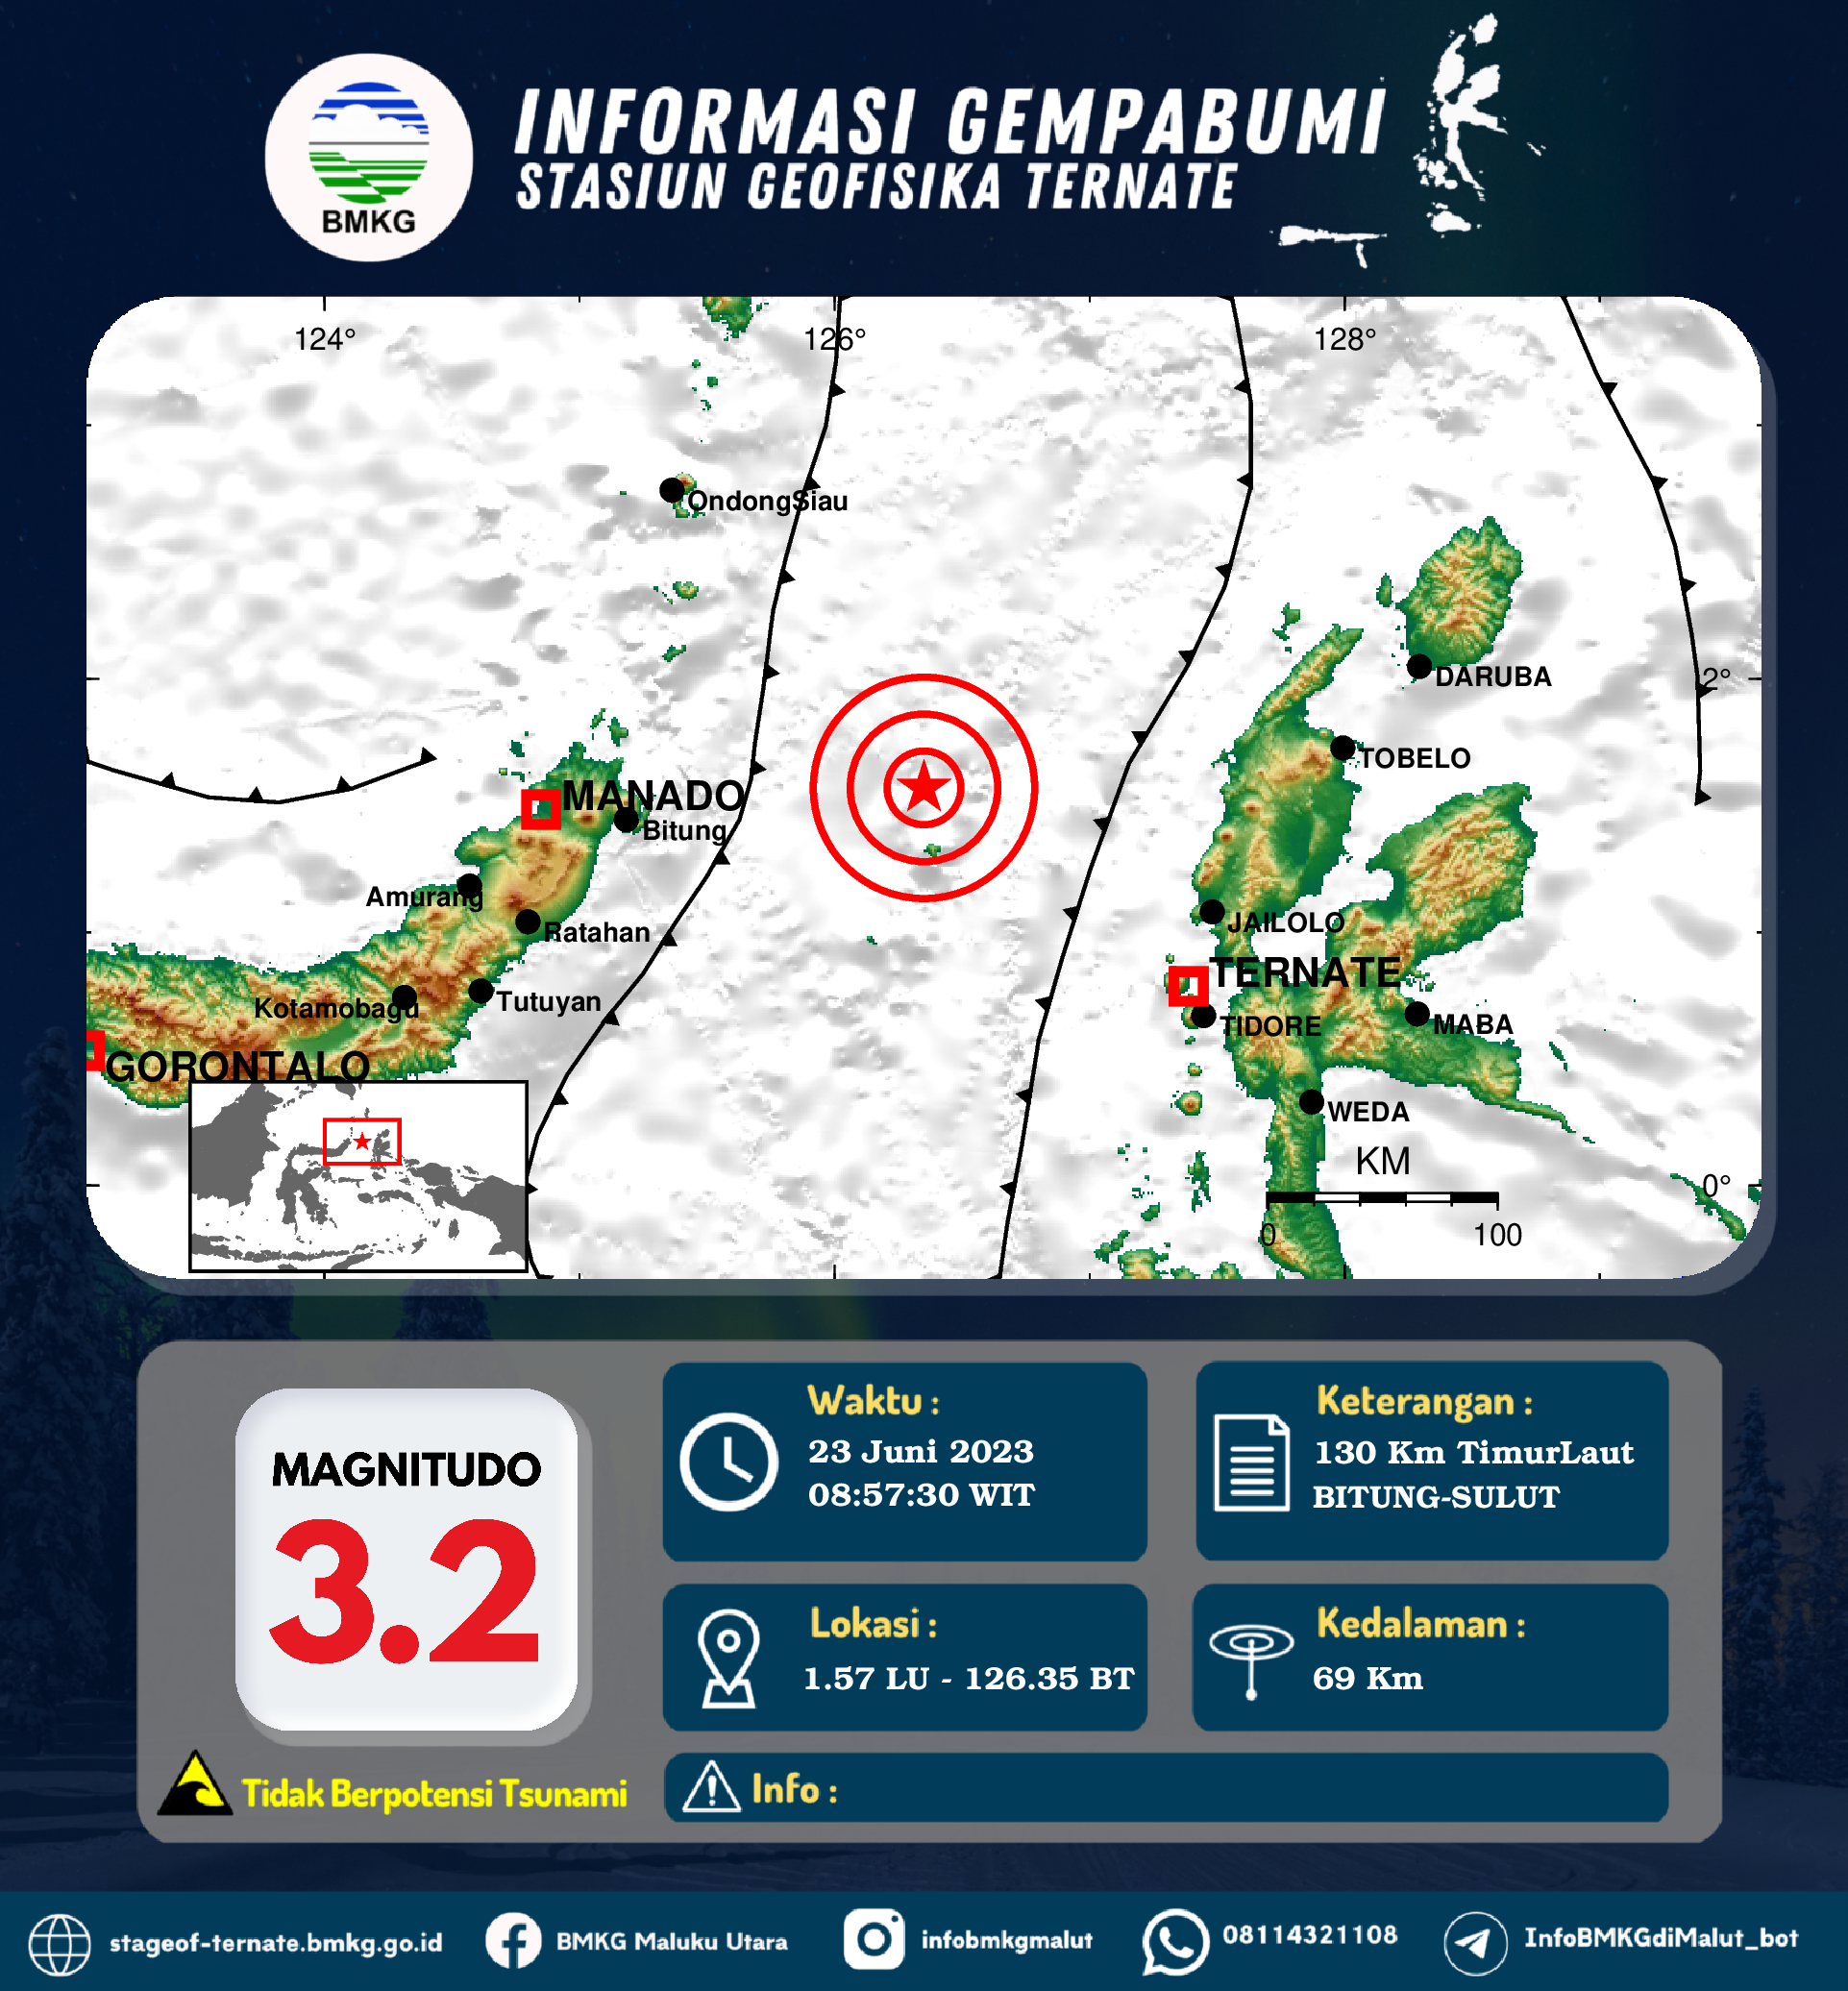 BMKG
INFORMASI GEMPABUMI
STASIUN GEOFISIKA TERNATE
124°
126°
128°
OndongSiau
DARUBA
2°
TOBELO
MANADO
Bitung
Amurang
Ratahan
JAILOLO
TERNATE
Kotamobagu
Tutuyan
TIDORE
MABA
GORONTALO
WEDA
KM
0°
0
100
MAGNITUDO
3.2
Waktu :
23 Juni 2023
08:57:30 WIT
Keterangan :
130 Km TimurLaut
BITUNG-SULUT
Lokasi :
1.57 LU - 126.35 BT
Kedalaman :
69 Km
Tidak Berpotensi Tsunami
Info :
stageof-ternate.bmkg.go.id
BMKG Maluku Utara
infobmkgmalut
08114321108
InfoBMKGdiMalut_bot